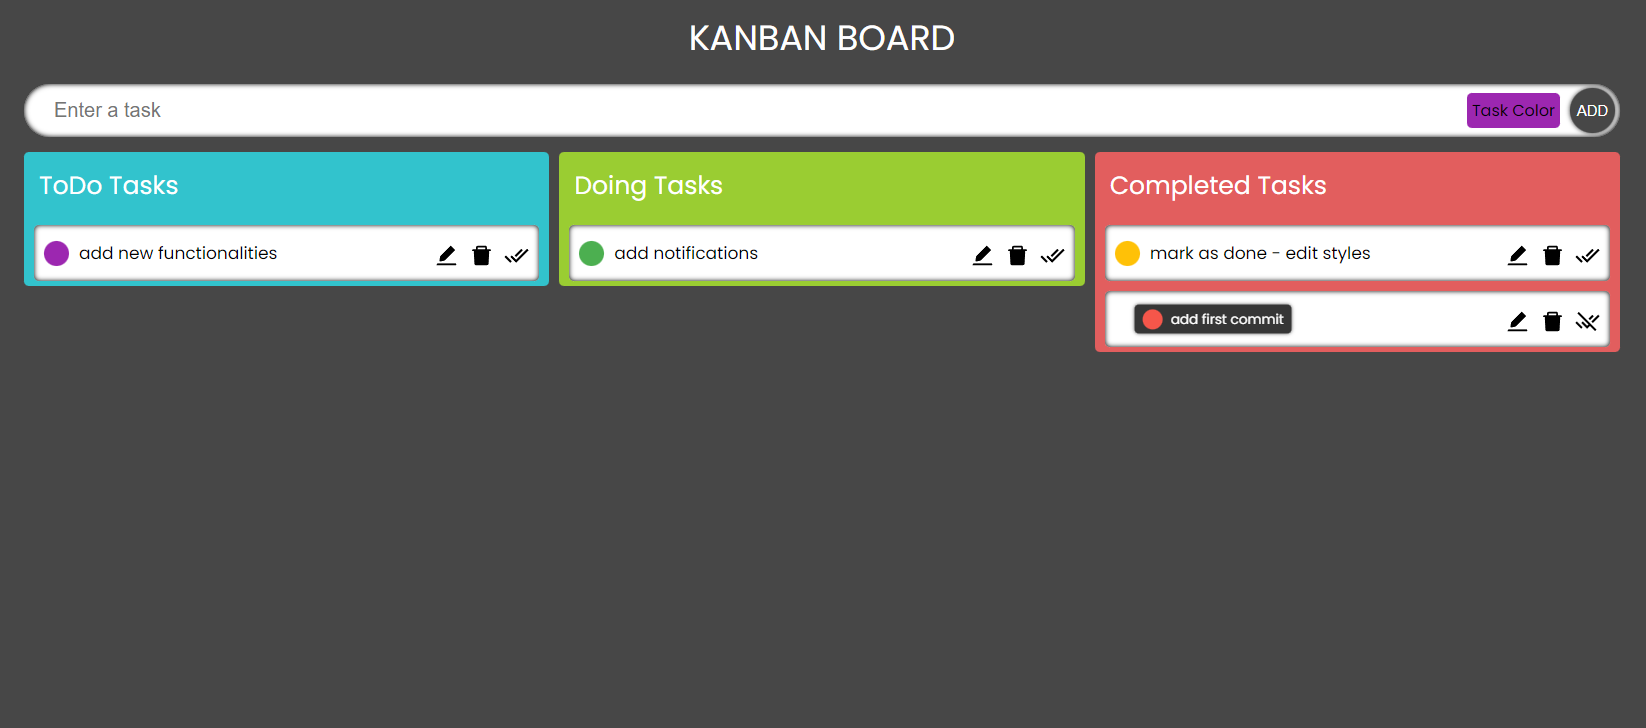 KANBAN BOARD
Enter a task
Task Color
ADD
ToDo Tasks
add new functionalities
Doing Tasks
add notifications
Completed Tasks
mark as done - edit styles
add first commit